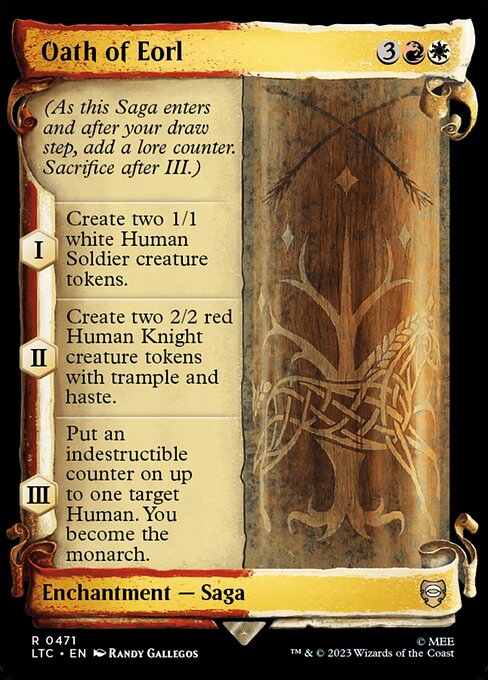 Oath of Eorl
3
(As this Saga enters
and after your draw
step, add a lore counter.
Sacrifice after III.)
I
Create two 1/1
white Human
Soldier creature
tokens.
II
Create two 2/2 red
Human Knight
creature tokens
with trample and
haste.
III
Put an
indestructible
counter on up
to one target
Human. You
become the
monarch.
Enchantment — Saga
R 0471
LTC • EN RANDY GALLEGOS
© MEE
™ & © 2023 Wizards of the Coast